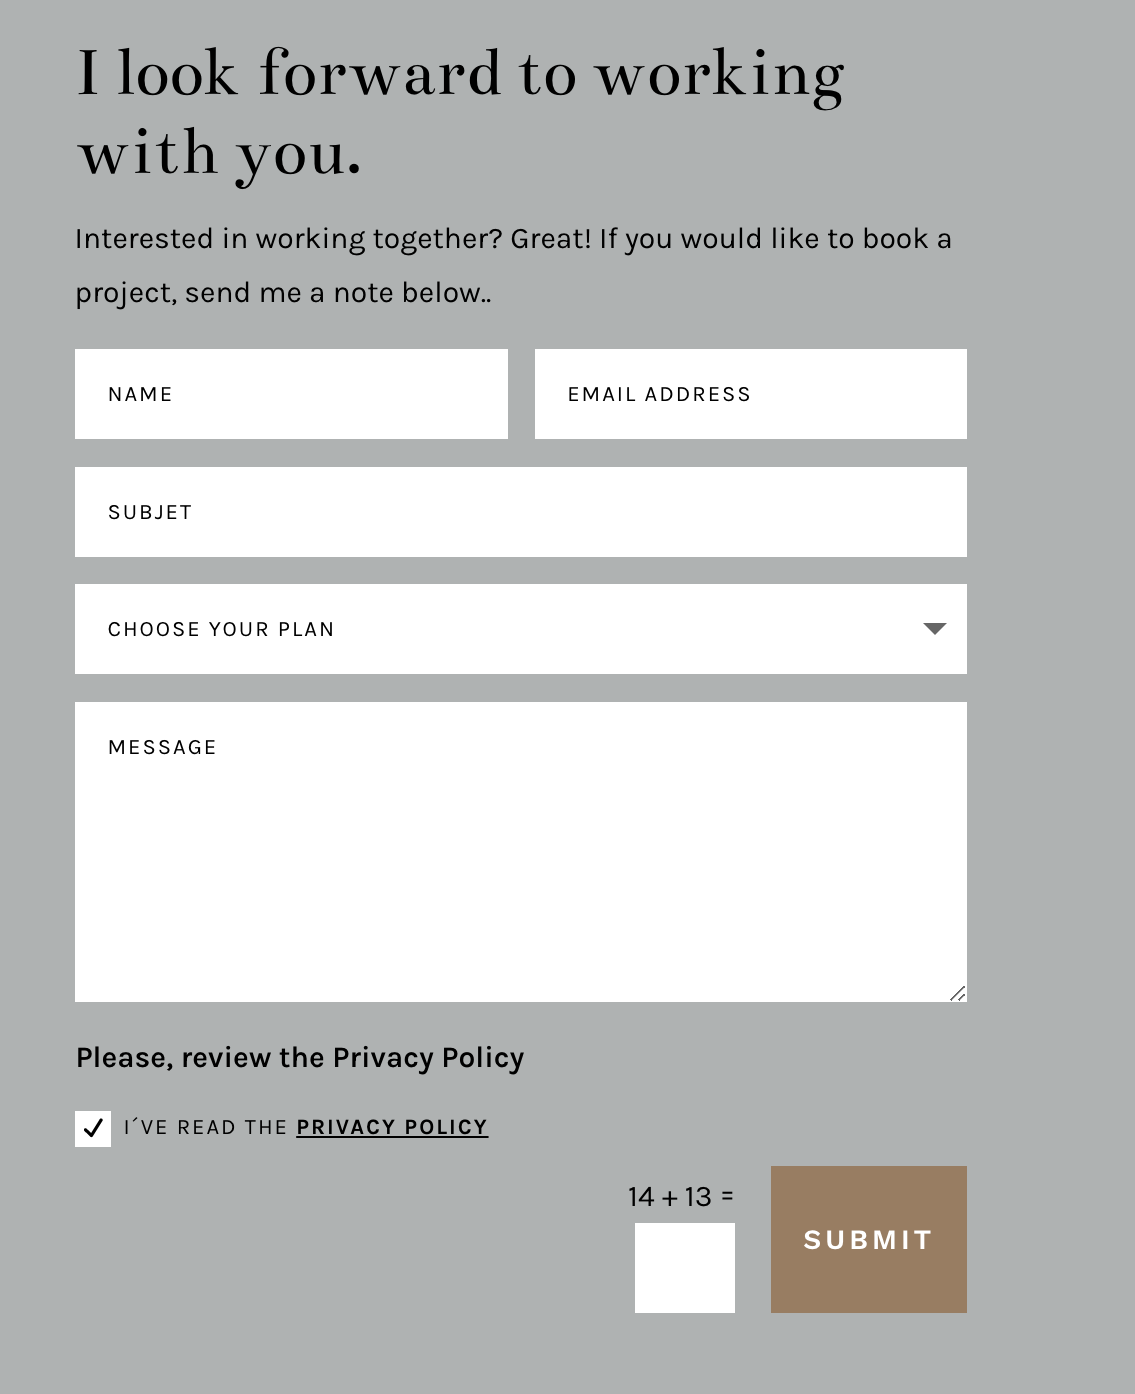 I look forward to working
with you.
Interested in working together? Great! If you would like to book a
project, send me a note below..
NAME
EMAIL ADDRESS
SUBJET
CHOOSE YOUR PLAN
MESSAGE
Please, review the Privacy Policy
I´VE READ THE PRIVACY POLICY
14 + 13 =
SUBMIT